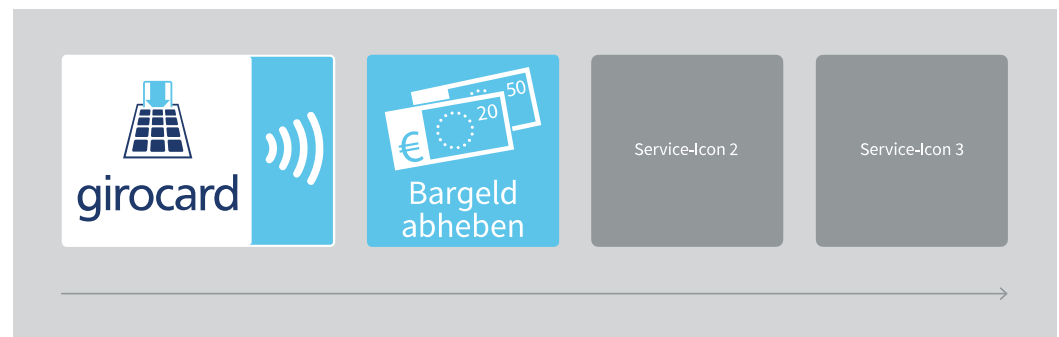 girocard
50
20
€
Bargeld
abheben
Service-Icon 2
Service-Icon 3